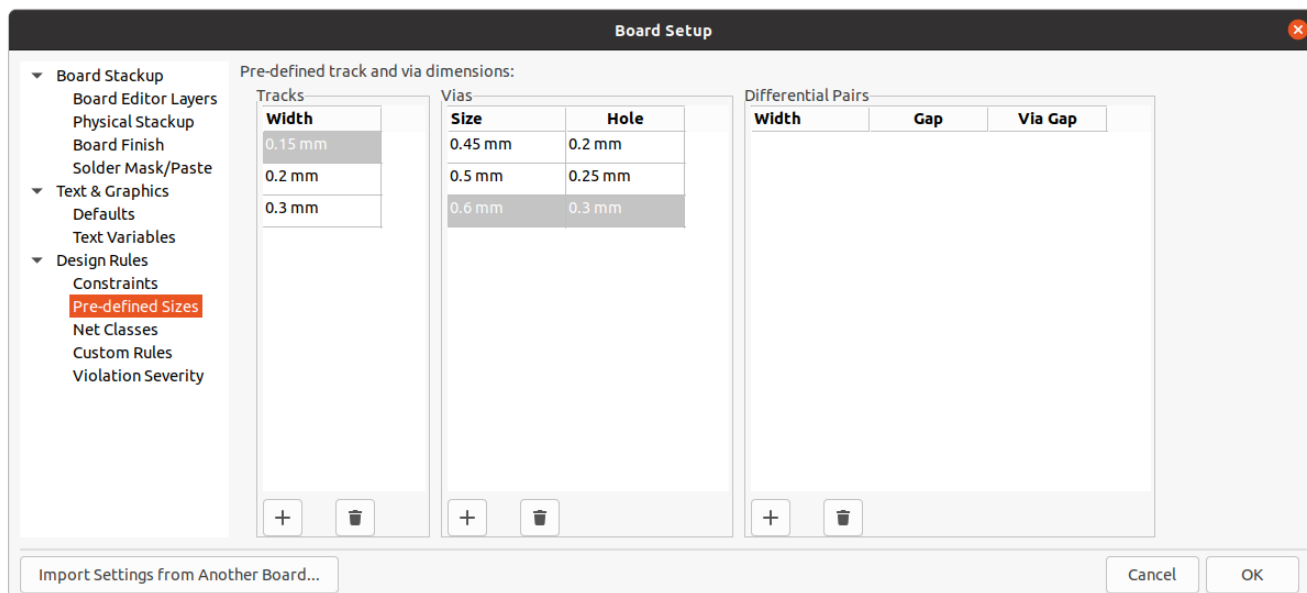 Board Setup
Board Stackup
Board Editor Layers
Physical Stackup
Board Finish
Solder Mask/Paste
Text & Graphics
Defaults
Text Variables
Design Rules
Constraints
Pre-defined Sizes
Net Classes
Custom Rules
Violation Severity
Pre-defined track and via dimensions:
Tracks
Width
0.15 mm
0.2 mm
0.3 mm
Vias
Size Hole
0.45 mm 0.2 mm
0.5 mm 0.25 mm
0.6 mm 0.3 mm
Differential Pairs
Width Gap Via Gap
Import Settings from Another Board...
Cancel
OK